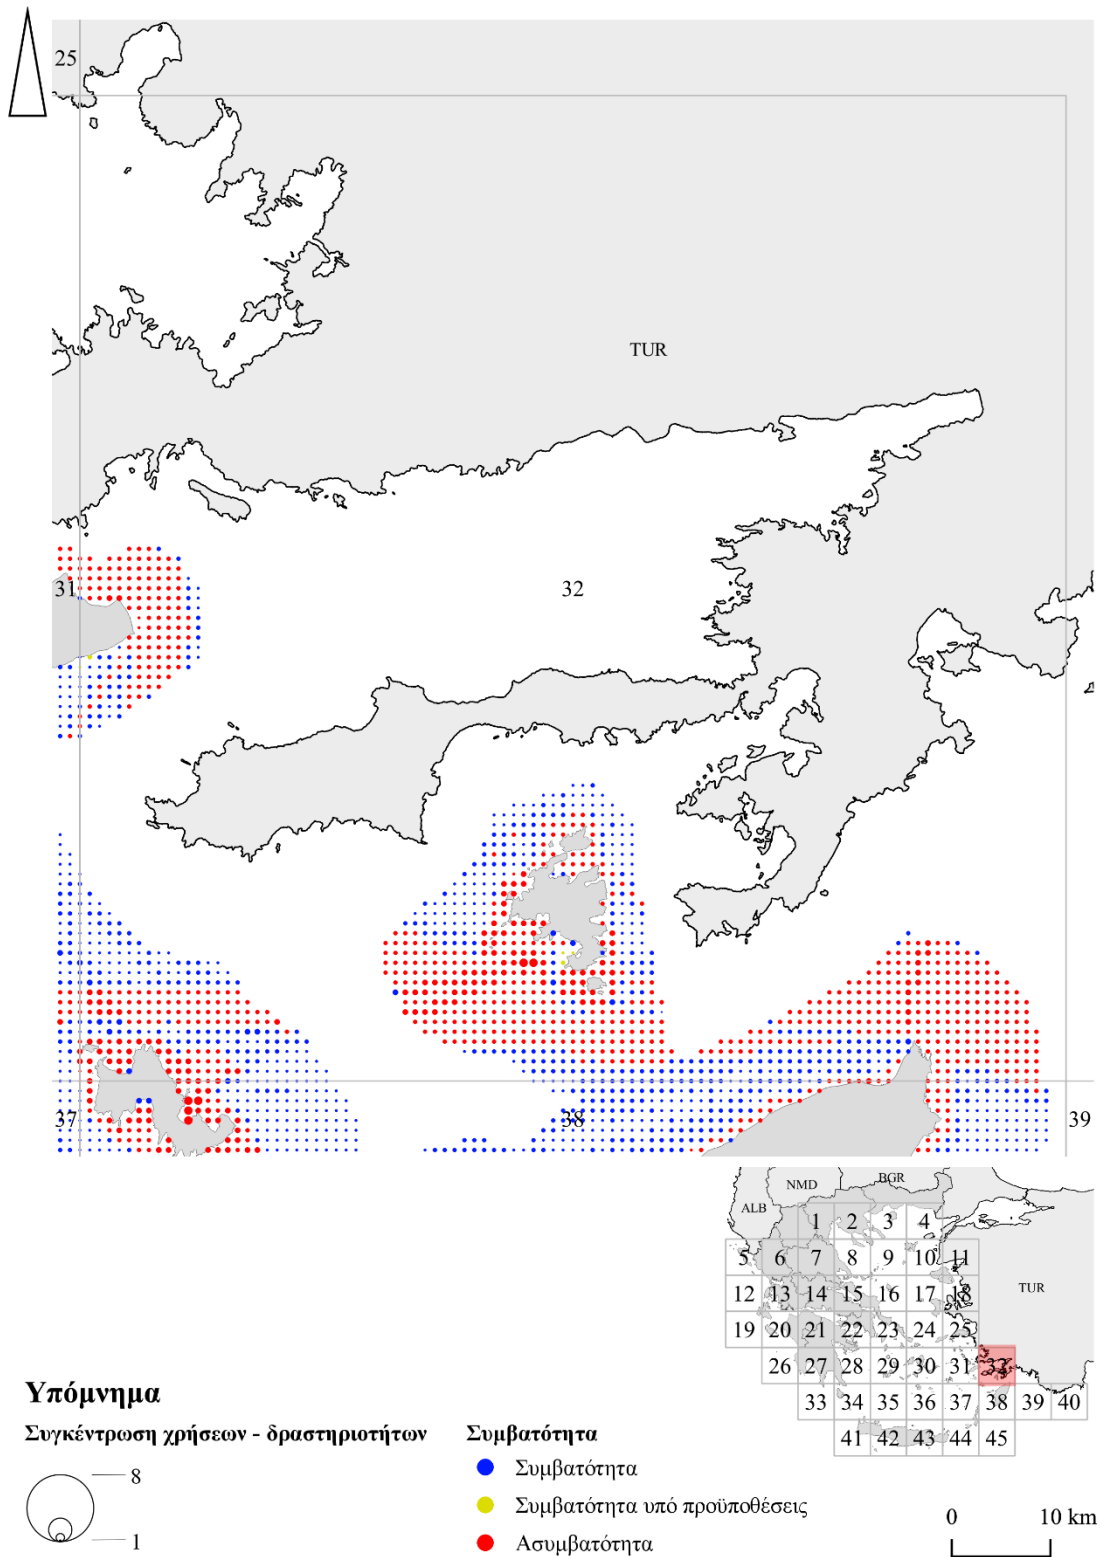 25
TUR
31
32
37
38
39
NMD
BGR
ALB
1 2 3 4
5 6 7 8 9 10 11
TUR
12 13 14 15 16 17 18
19 20 21 22 23 24 25
26 27 28 29 30 31 32
33 34 35 36 37 38 39 40
41 42 43 44 45
Υπόμνημα
Συγκέντρωση χρήσεων - δραστηριοτήτων
8
1
Συμβατότητα
Συμβατότητα
Συμβατότητα υπό προϋποθέσεις
Ασυμβατότητα
0 10 km